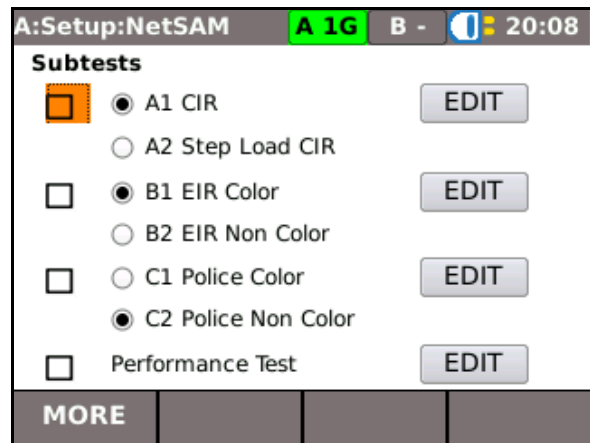 A:Setup:NetSAM A 1G B - 20:08
Subtests
A1 CIR EDIT
A2 Step Load CIR
B1 EIR Color EDIT
B2 EIR Non Color
C1 Police Color EDIT
C2 Police Non Color
Performance Test EDIT
MORE